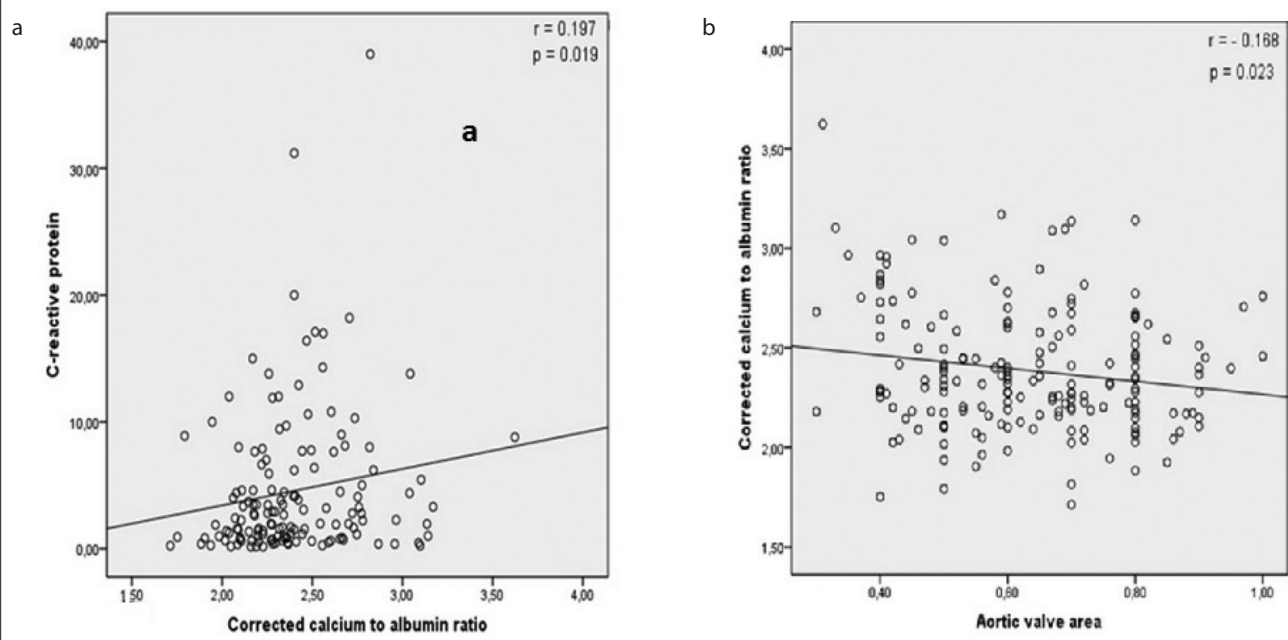 a
r = 0.197
p = 0.019
a
C-reactive protein
40,00
30,00
20,00
10,00
0,00
1,50
2,00
2,50
3,00
3,50
4,00
Corrected calcium to albumin ratio
b
r = - 0.168
p = 0.023
Corrected calcium to albumin ratio
4,00
3,50
3,00
2,50
2,00
1,50
0,40
0,60
0,80
1,00
Aortic valve area